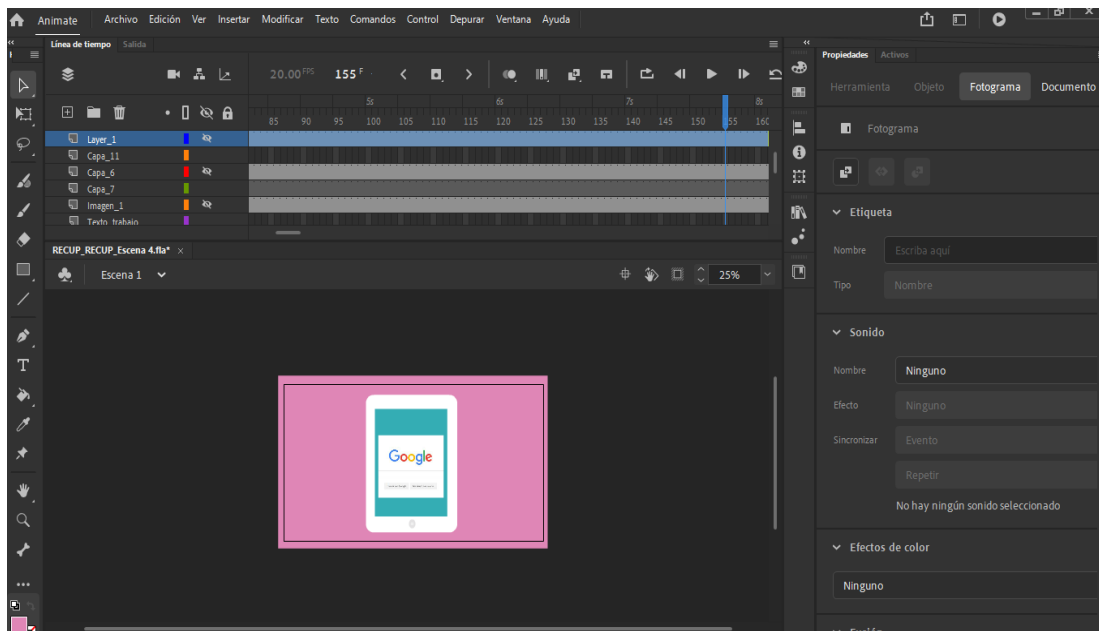 Animate Archivo Edición Ver Insertar Modificar Texto Comandos Control Depurar Ventana Ayuda
Línea de tiempo Salida
20.00 FPS 155 F
5s 6s 7s 8s
85 90 95 100 105 110 115 120 125 130 135 140 145 150 55 160
Layer_1
Capa_11
Capa_6
Capa_7
Imagen_1
Texto_trabajo
RECUP_RECUP_Escena 4.fla* ×
Escena 1
25%
Google
Propiedades Activos
Herramienta Objeto Fotograma Documento
Fotograma
Etiqueta
Nombre Escriba aquí
Tipo Nombre
Sonido
Nombre Ninguno
Efecto Ninguno
Sincronizar Evento
Repetir
No hay ningún sonido seleccionado
Efectos de color
Ninguno